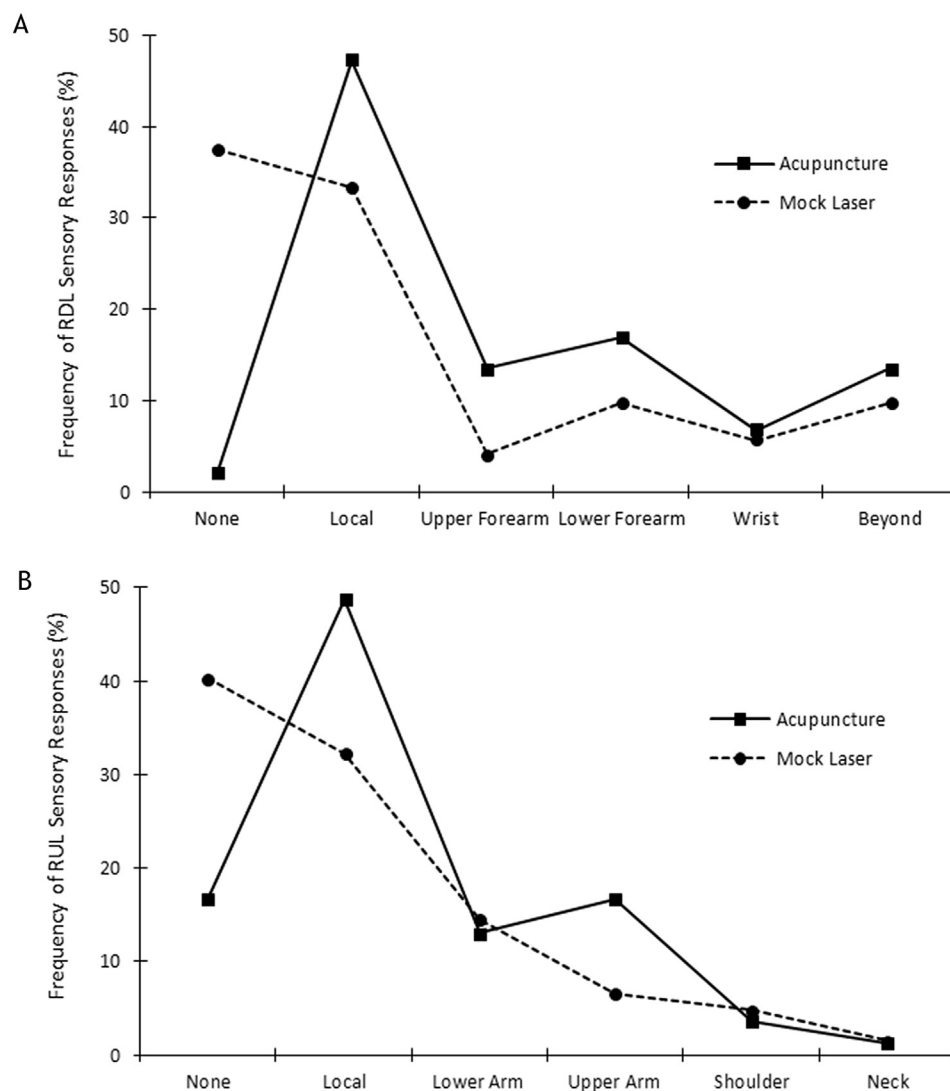 A
Frequency of RDL Sensory Responses (%)
50
40
30
20
10
0
Acupuncture
Mock Laser
None Local Upper Forearm Lower Forearm Wrist Beyond
B
Frequency of RUL Sensory Responses (%)
50
40
30
20
10
0
Acupuncture
Mock Laser
None Local Lower Arm Upper Arm Shoulder Neck